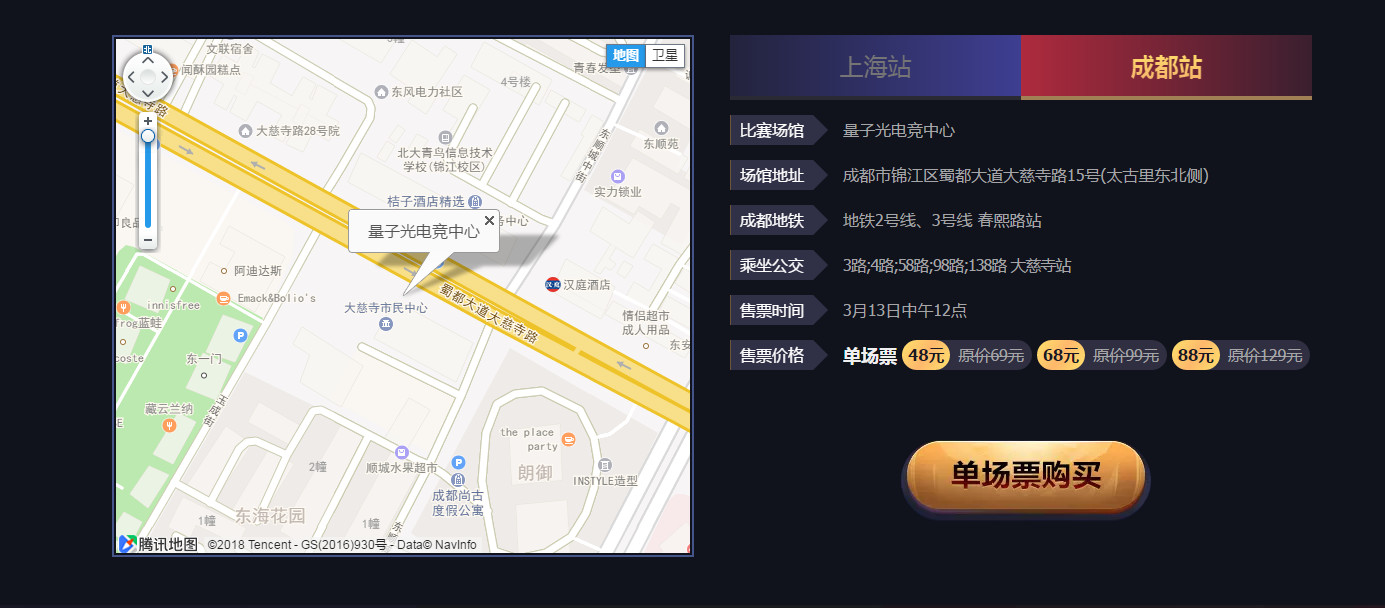 北
文联宿舍
闻酥园糕点
大慈寺路
东风电力社区
4号楼
青春发型
地图
卫星
大慈寺路28号院
北大青鸟信息技术
学校(锦江校区)
东顺城中街
东顺苑
实力锁业
桔子酒店精选
务中心
量子光电竞中心
阿迪达斯
innisfree
Emack&Bolio's
frog蓝蛙
coste
东一门
大慈寺市民中心
蜀都大道大慈寺路
汉庭酒店
情侣超市
成人用品
藏云兰纳
玉成街
the place
party
朗御
INSTYLE造型
顺城水果超市
成都尚古
度假公寓
2幢
1幢
东海花园
1幢
腾讯地图
©2018 Tencent - GS(2016)930号 - Data© NavInfo
上海站
成都站
比赛场馆 量子光电竞中心
场馆地址 成都市锦江区蜀都大道大慈寺路15号(太古里东北侧)
成都地铁 地铁2号线、3号线 春熙路站
乘坐公交 3路;4路;58路;98路;138路 大慈寺站
售票时间 3月13日中午12点
售票价格 单场票 48元 原价69元 68元 原价99元 88元 原价129元
单场票购买